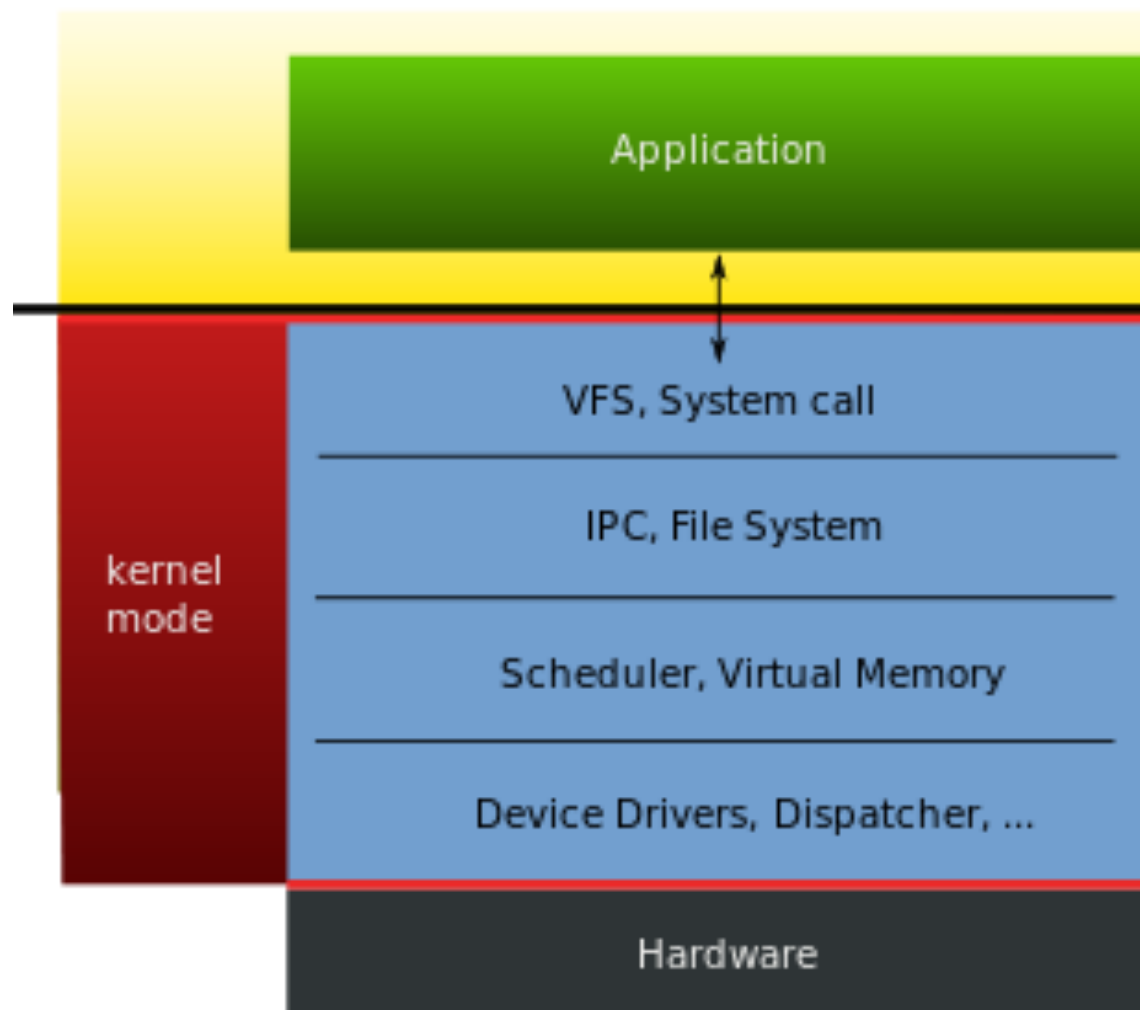 Application
VFS, System call
IPC, File System
kernel
mode
Scheduler, Virtual Memory
Device Drivers, Dispatcher, ...
Hardware